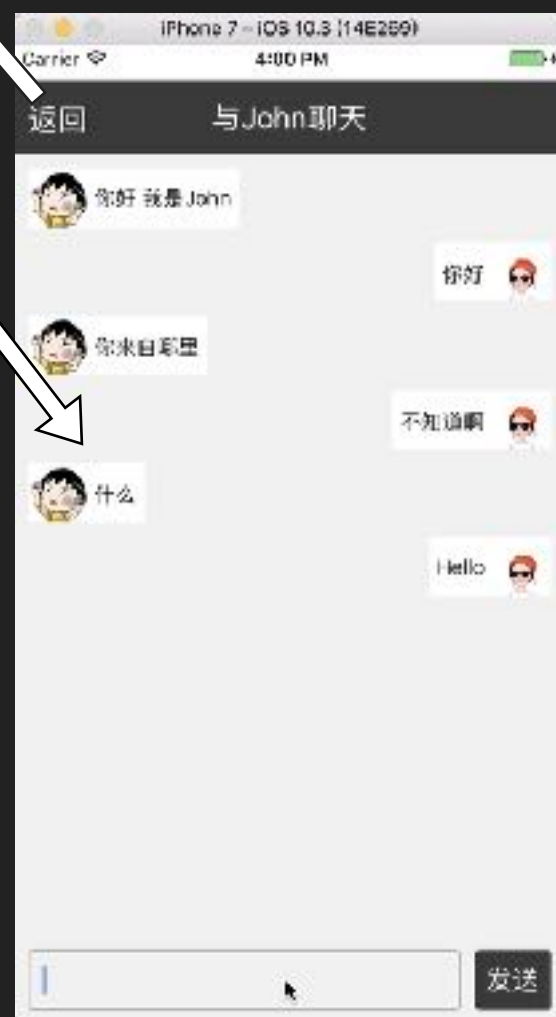 iPhone 7 – iOS 10.3 (14E269)
Carrier
4:00 PM
返回
与John聊天
你好 我是John
你好
你来自哪里
不知道啊
什么
Hello
发送